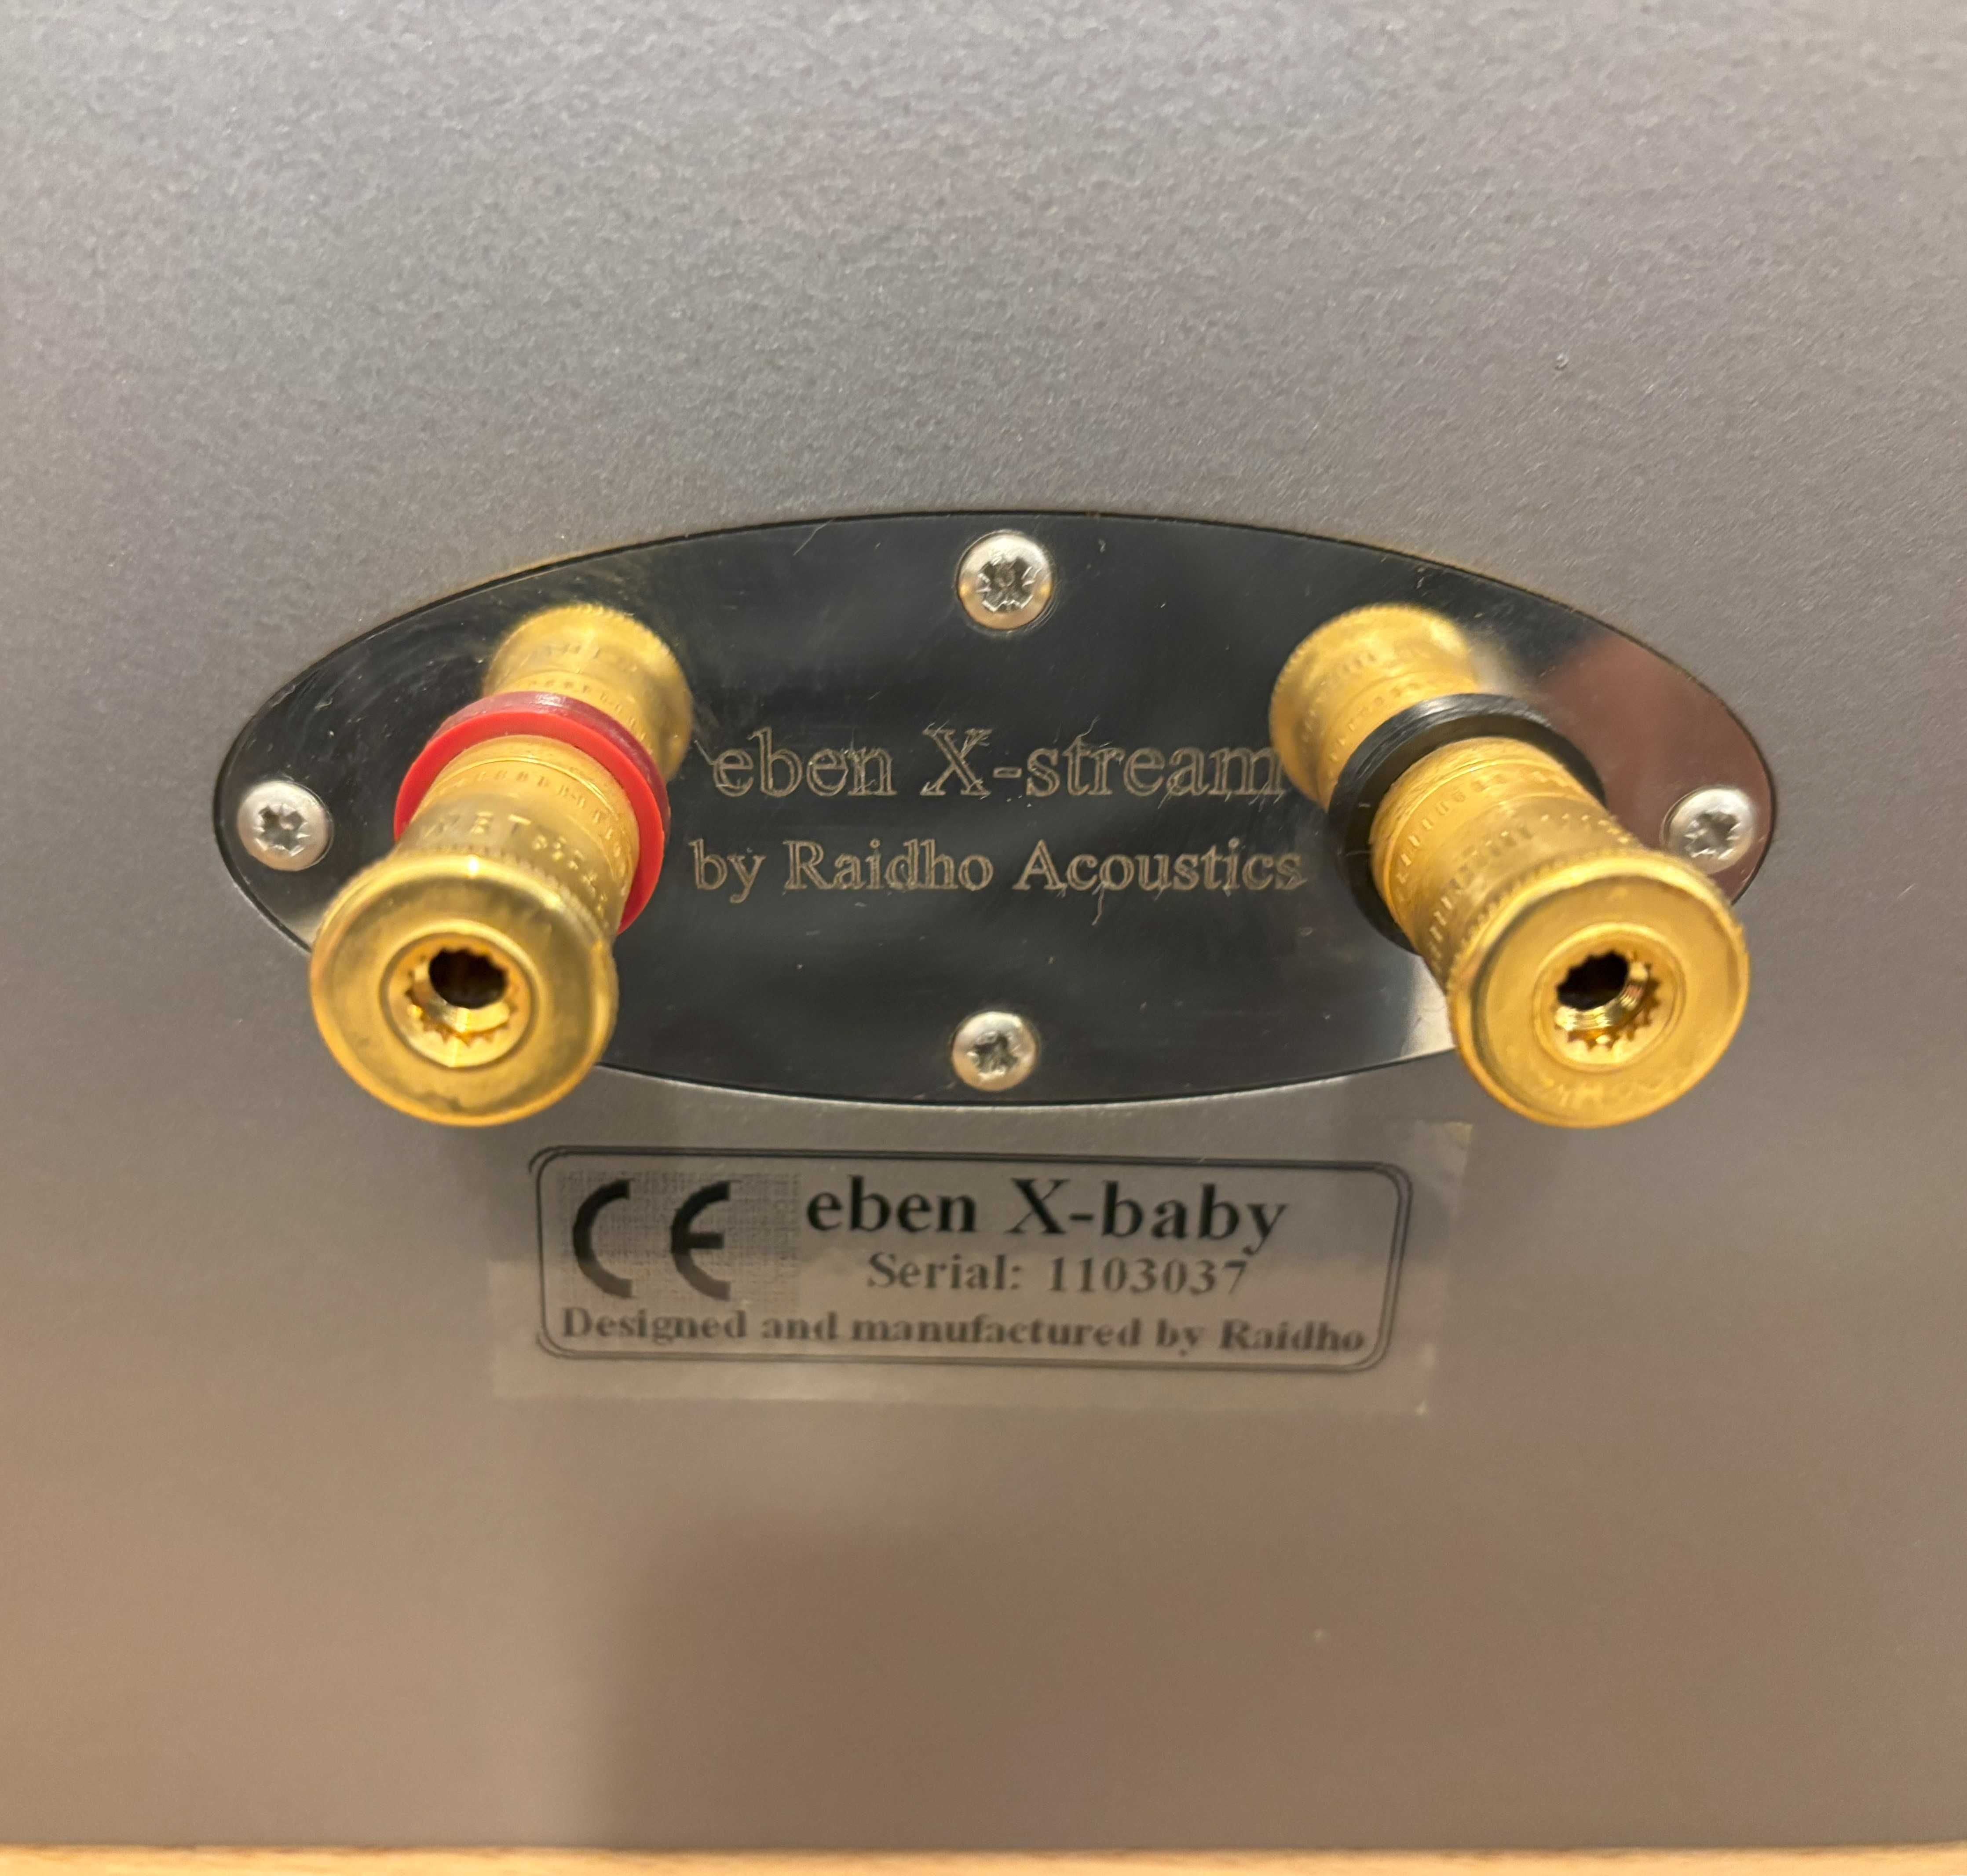 eben X-stream
by Raidho Acoustics
CE
eben X-baby
Serial: 1103037
Designed and manufactured by Raidho